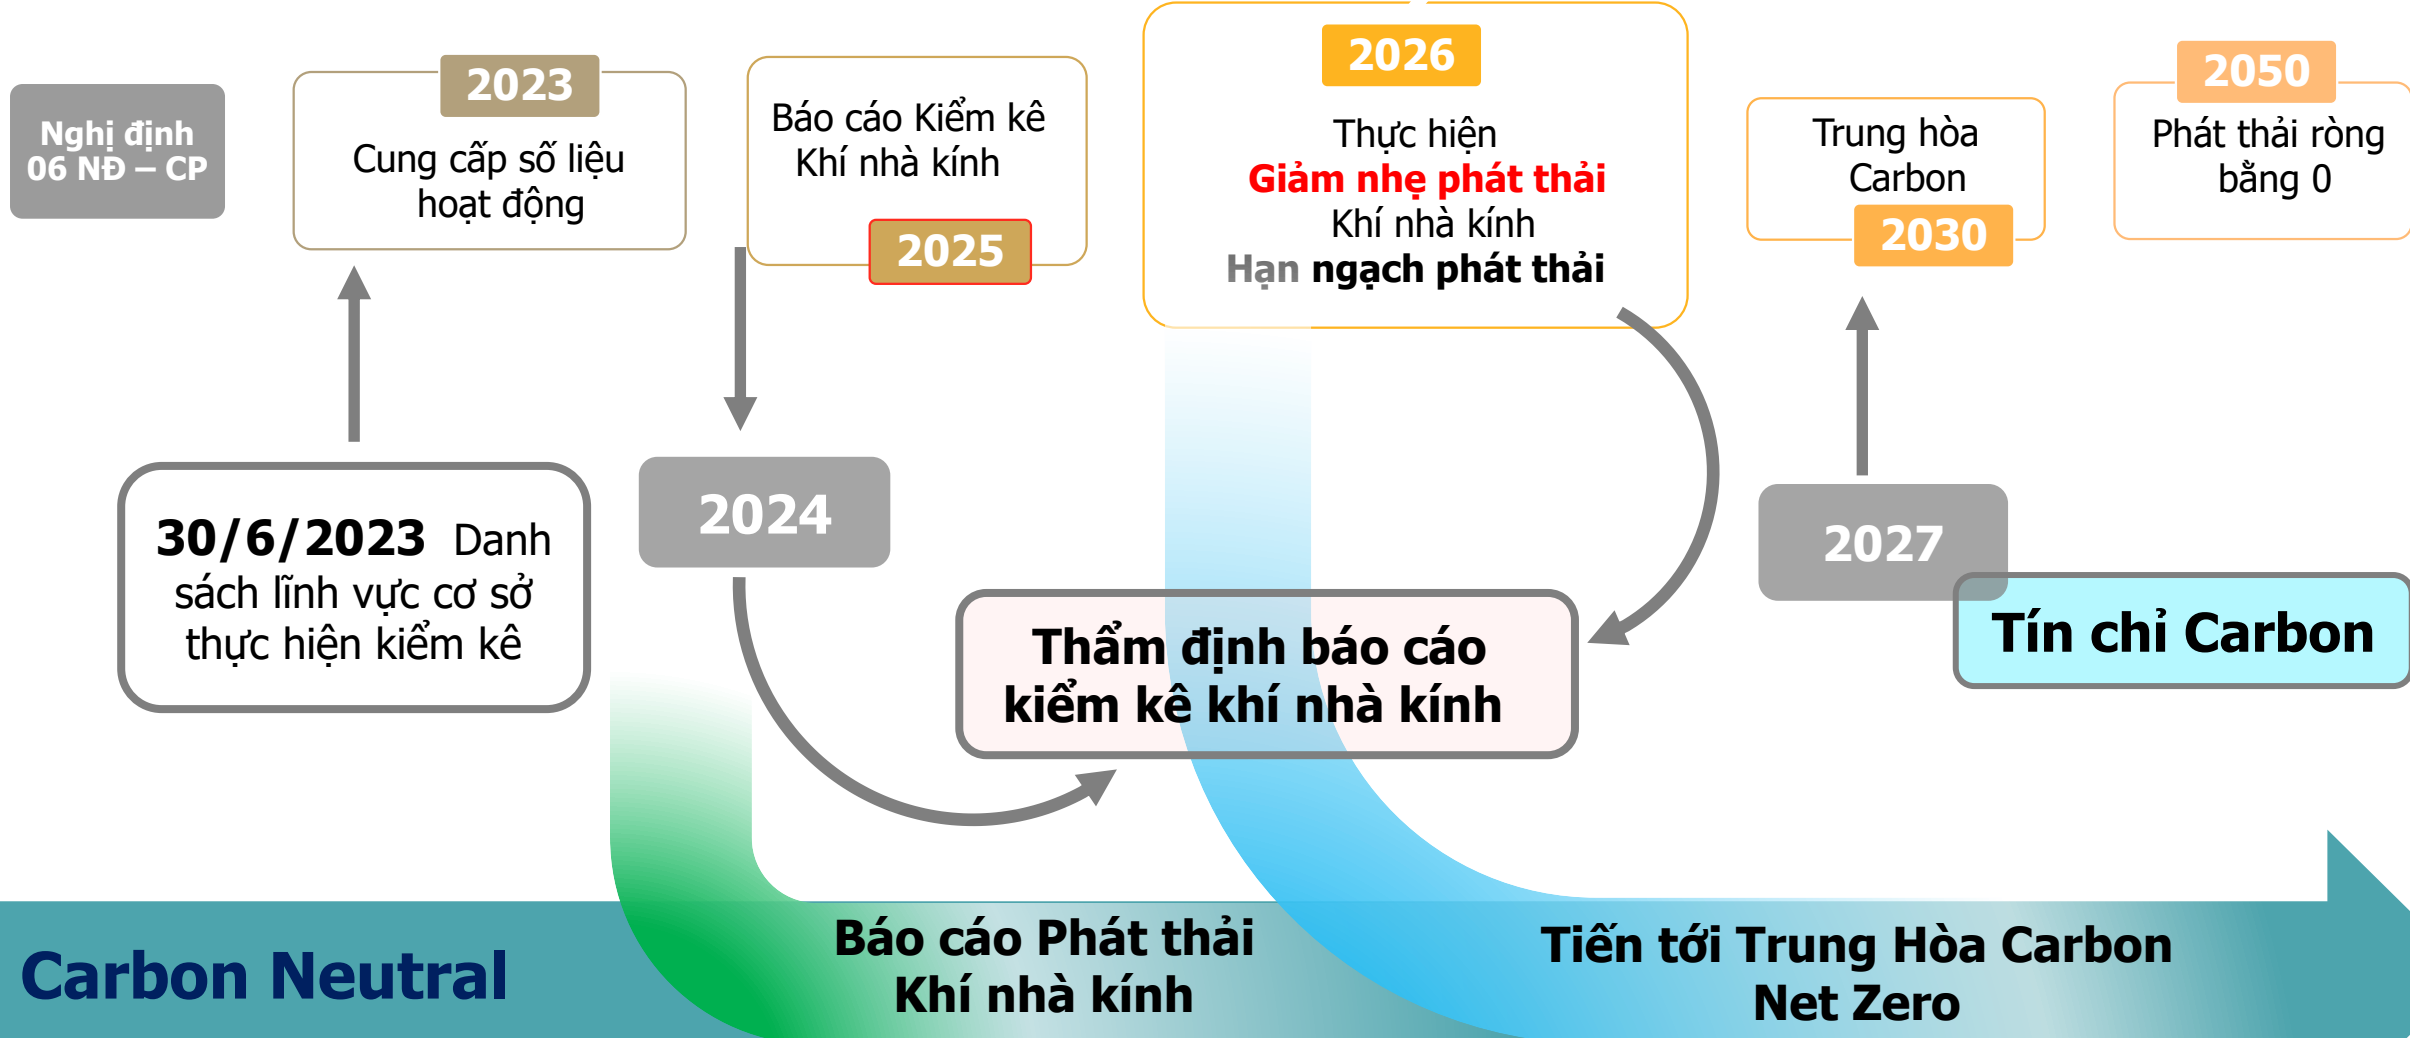 Nghị định
06 NĐ – CP
2023
Cung cấp số liệu
hoạt động
Báo cáo Kiểm kê
Khí nhà kính
2025
2026
Thực hiện
Giảm nhẹ phát thải
Khí nhà kính
Hạn ngạch phát thải
Trung hòa
Carbon
2030
2050
Phát thải ròng
bằng 0
30/6/2023 Danh
sách lĩnh vực cơ sở
thực hiện kiểm kê
2024
Thẩm định báo cáo
kiểm kê khí nhà kính
2027
Tín chỉ Carbon
Carbon Neutral
Báo cáo Phát thải
Khí nhà kính
Tiến tới Trung Hòa Carbon
Net Zero